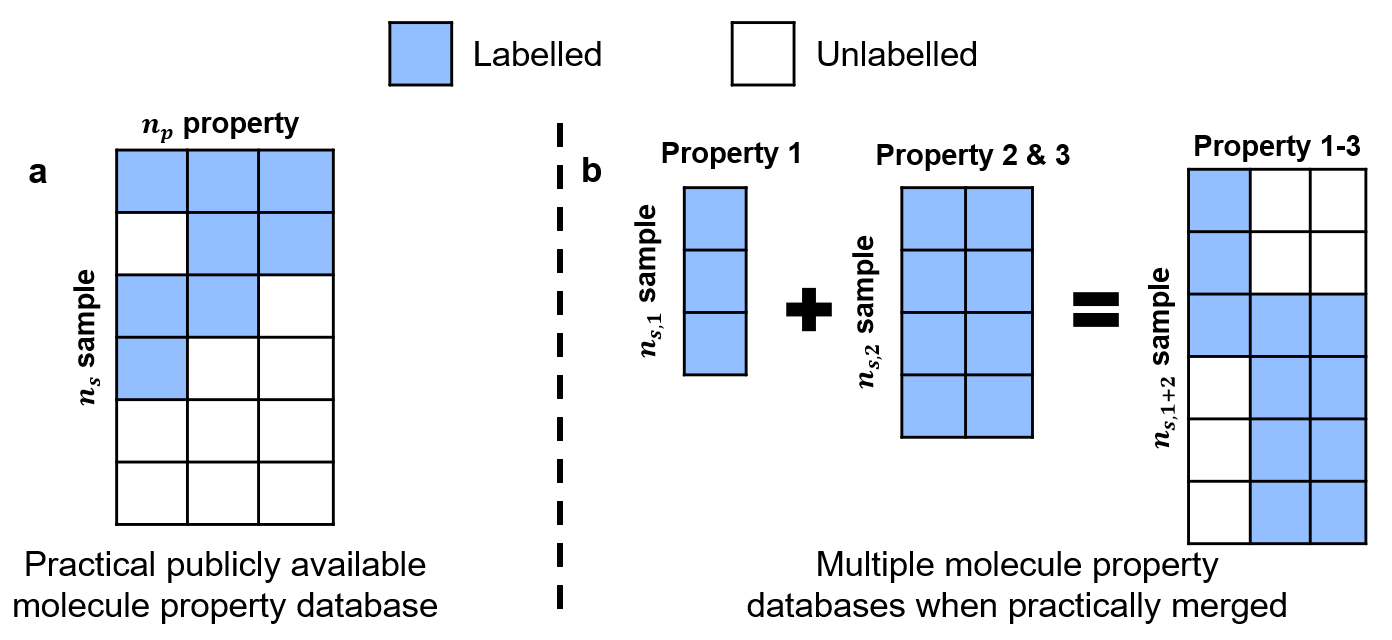 Labelled
Unlabelled
a
n_p property
n_s sample
Practical publicly available
molecule property database
b
Property 1
n_{s,1} sample
Property 2 & 3
n_{s,2} sample
Property 1-3
n_{s,1+2} sample
Multiple molecule property
databases when practically merged